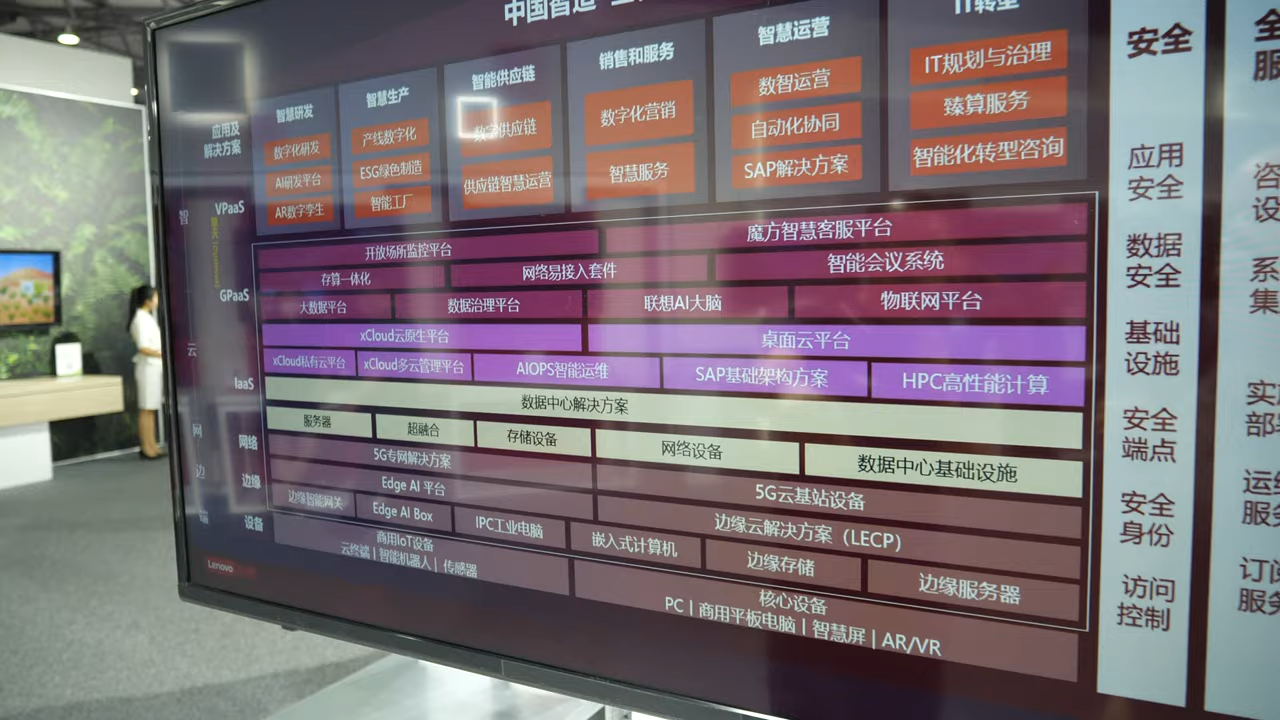 中国智造
智慧研发
数字化研发
AI研发平台
AR数字孪生
智慧生产
产线数字化
ESG绿色制造
智能工厂
智能供应链
数字供应链
供应链智慧运营
销售和服务
数字化营销
智慧服务
智慧运营
数智运营
自动化协同
SAP解决方案
IT转型
IT规划与治理
臻算服务
智能化转型咨询
应用及
解决方案
智
VPaaS
GPaaS
云
IaaS
网
网络
边
边缘
端
设备
开放场所监控平台
魔方智慧客服平台
存算一体化
网络易接入套件
智能会议系统
大数据平台
数据治理平台
联想AI大脑
物联网平台
xCloud云原生平台
桌面云平台
xCloud私有云平台
xCloud多云管理平台
AIOPS智能运维
SAP基础架构方案
HPC高性能计算
数据中心解决方案
服务器
超融合
存储设备
网络设备
数据中心基础设施
5G专网解决方案
5G云基站设备
Edge AI 平台
边缘云解决方案（LECP）
边缘智能网关
Edge AI Box
IPC工业电脑
嵌入式计算机
边缘存储
边缘服务器
商用IoT设备
云终端 | 智能机器人 | 传感器
核心设备
PC | 商用平板电脑 | 智慧屏 | AR/VR
Lenovo
安全
应用
安全
数据
安全
基础
设施
安全
端点
安全
身份
访问
控制
全
服
咨
设
系
集
实
部
运维
服务
订阅
服务